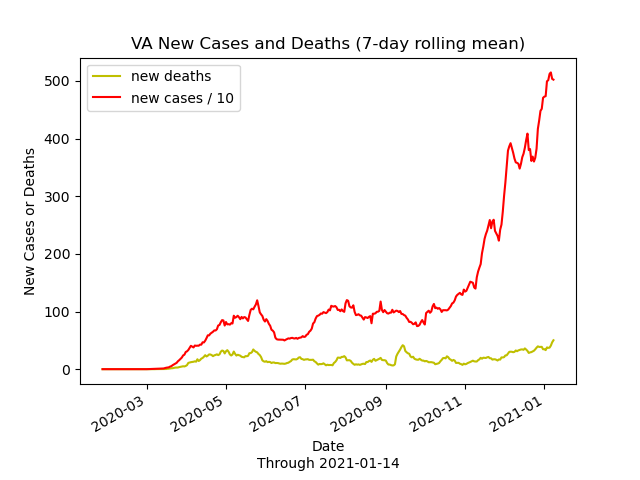 VA New Cases and Deaths (7-day rolling mean)
new deaths
new cases / 10
New Cases or Deaths
500
400
300
200
100
0
2020-03
2020-05
2020-07
2020-09
2020-11
2021-01
Date
Through 2021-01-14